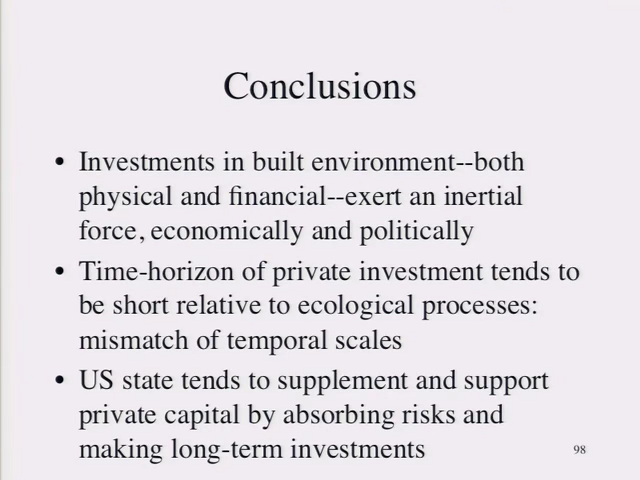 Conclusions
• Investments in built environment--both
physical and financial--exert an inertial
force, economically and politically
• Time-horizon of private investment tends to
be short relative to ecological processes:
mismatch of temporal scales
• US state tends to supplement and support
private capital by absorbing risks and
making long-term investments
98